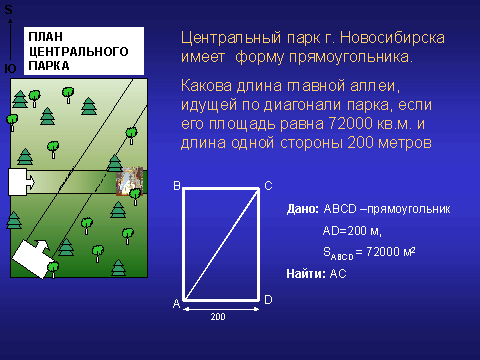 S
ПЛАН
ЦЕНТРАЛЬНОГО
ПАРКА
Ю
Центральный парк г. Новосибирска
имеет форму прямоугольника.
Какова длина главной аллеи,
идущей по диагонали парка, если
его площадь равна 72000 кв.м. и
длина одной стороны 200 метров
B
C
A
D
200
Дано: ABCD –прямоугольник
AD=200 м,
SABCD = 72000 м²
Найти: AC